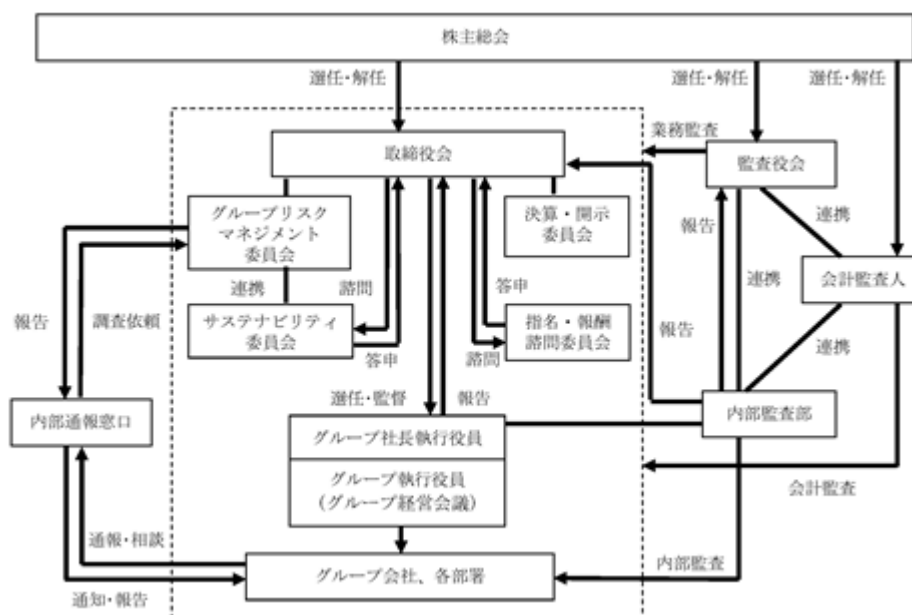 株主総会
選任・解任
選任・解任
選任・解任
取締役会
業務監査
監査役会
グループリスク
マネジメント
委員会
決算・開示
委員会
報告
連携
連携
諮問
答申
連携
会計監査人
報告
調査依頼
サステナビリティ
委員会
答申
諮問
指名・報酬
諮問委員会
報告
連携
選任・監督
報告
内部通報窓口
グループ社長執行役員
内部監査部
グループ執行役員
(グループ経営会議)
会計監査
通報・相談
内部監査
グループ会社、各部署
通知・報告